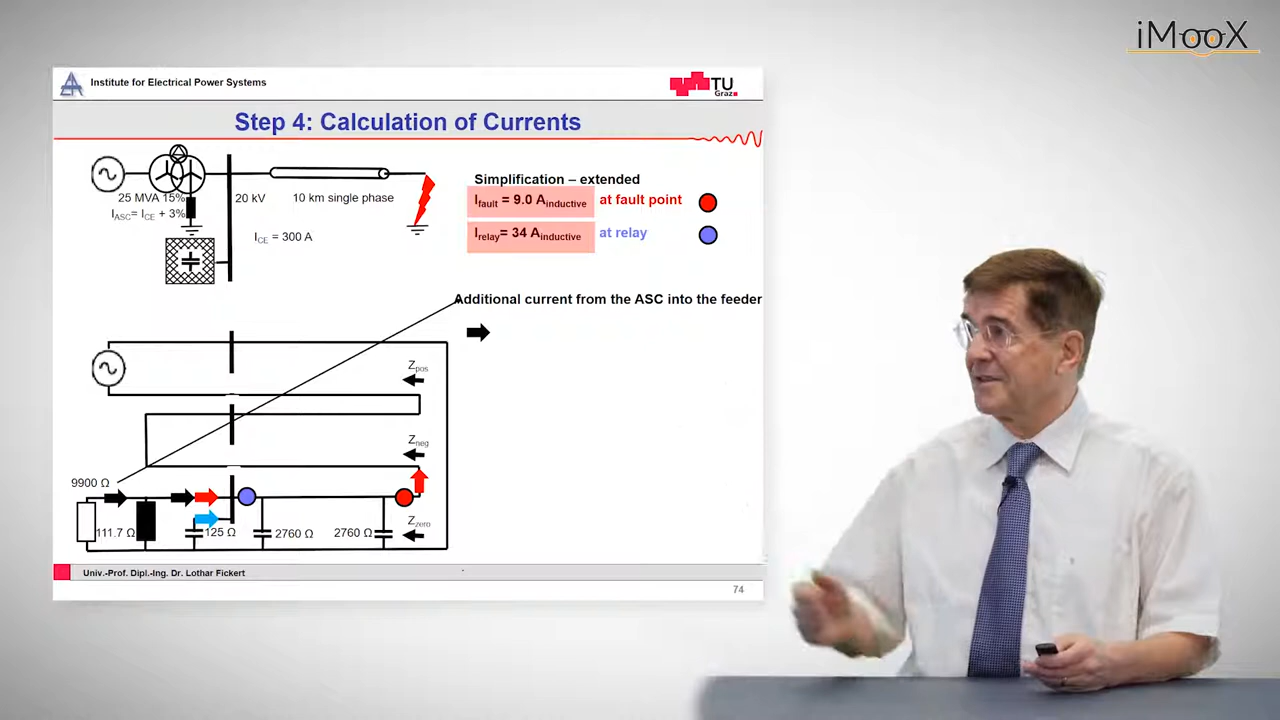 iMooX
Institute for Electrical Power Systems
TU
Graz
Step 4: Calculation of Currents
25 MVA 15%
IASC= ICE + 3%
20 kV
10 km single phase
ICE = 300 A
Simplification – extended
Ifault = 9.0 Ainductive
at fault point
Irelay= 34 Ainductive
at relay
Additional current from the ASC into the feeder
Zpos
Zneg
9900 Ω
111.7 Ω
125 Ω
2760 Ω
2760 Ω
Zzero
Univ.-Prof. Dipl.-Ing. Dr. Lothar Fickert
74